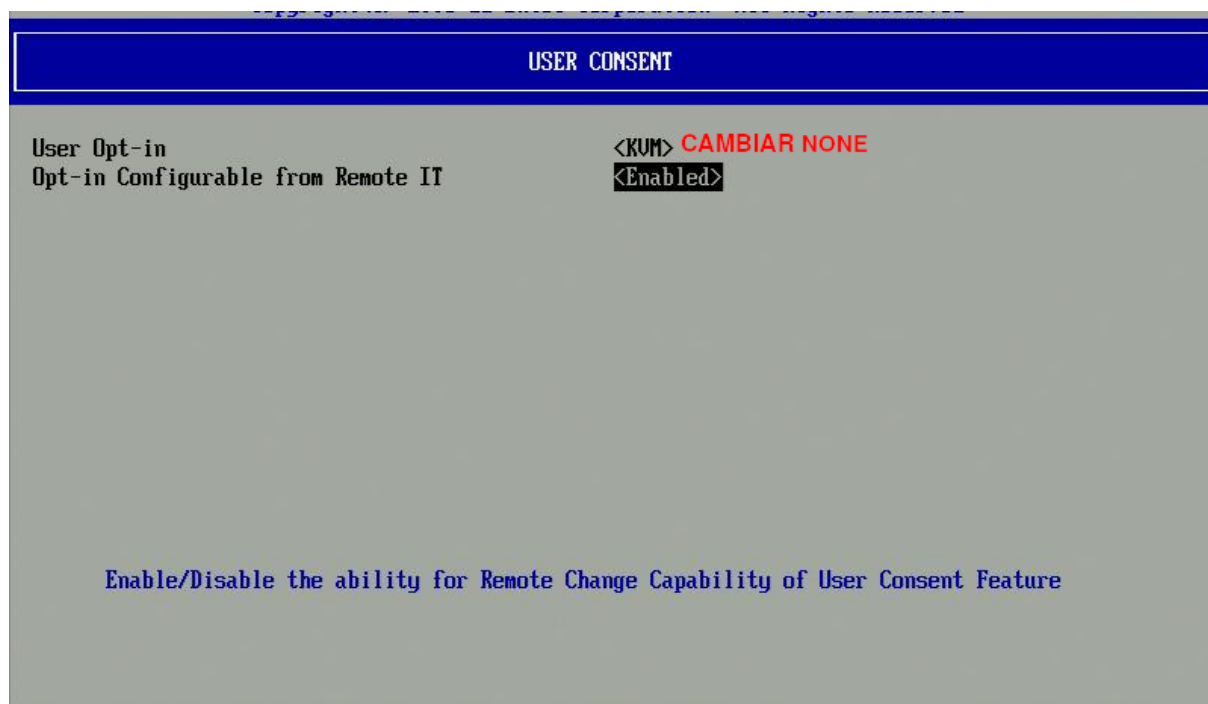 USER CONSENT
User Opt-in <KVM> CAMBIAR NONE
Opt-in Configurable from Remote IT <Enabled>
Enable/Disable the ability for Remote Change Capability of User Consent Feature